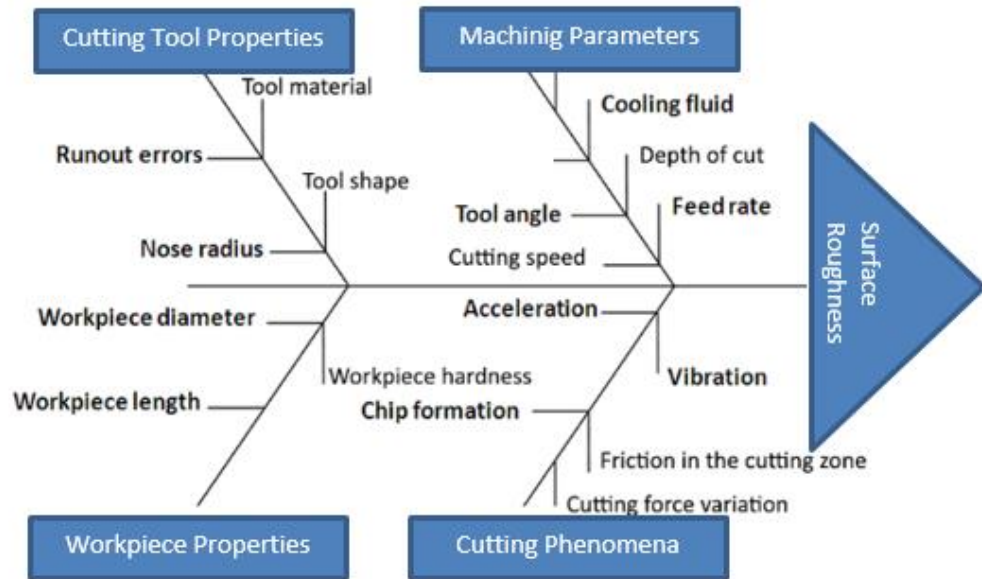 Cutting Tool Properties
Machinig Parameters
Tool material
Cooling fluid
Runout errors
Depth of cut
Tool shape
Tool angle
Feed rate
Nose radius
Cutting speed
Surface
Roughness
Acceleration
Workpiece diameter
Workpiece hardness
Vibration
Workpiece length
Chip formation
Friction in the cutting zone
Cutting force variation
Workpiece Properties
Cutting Phenomena